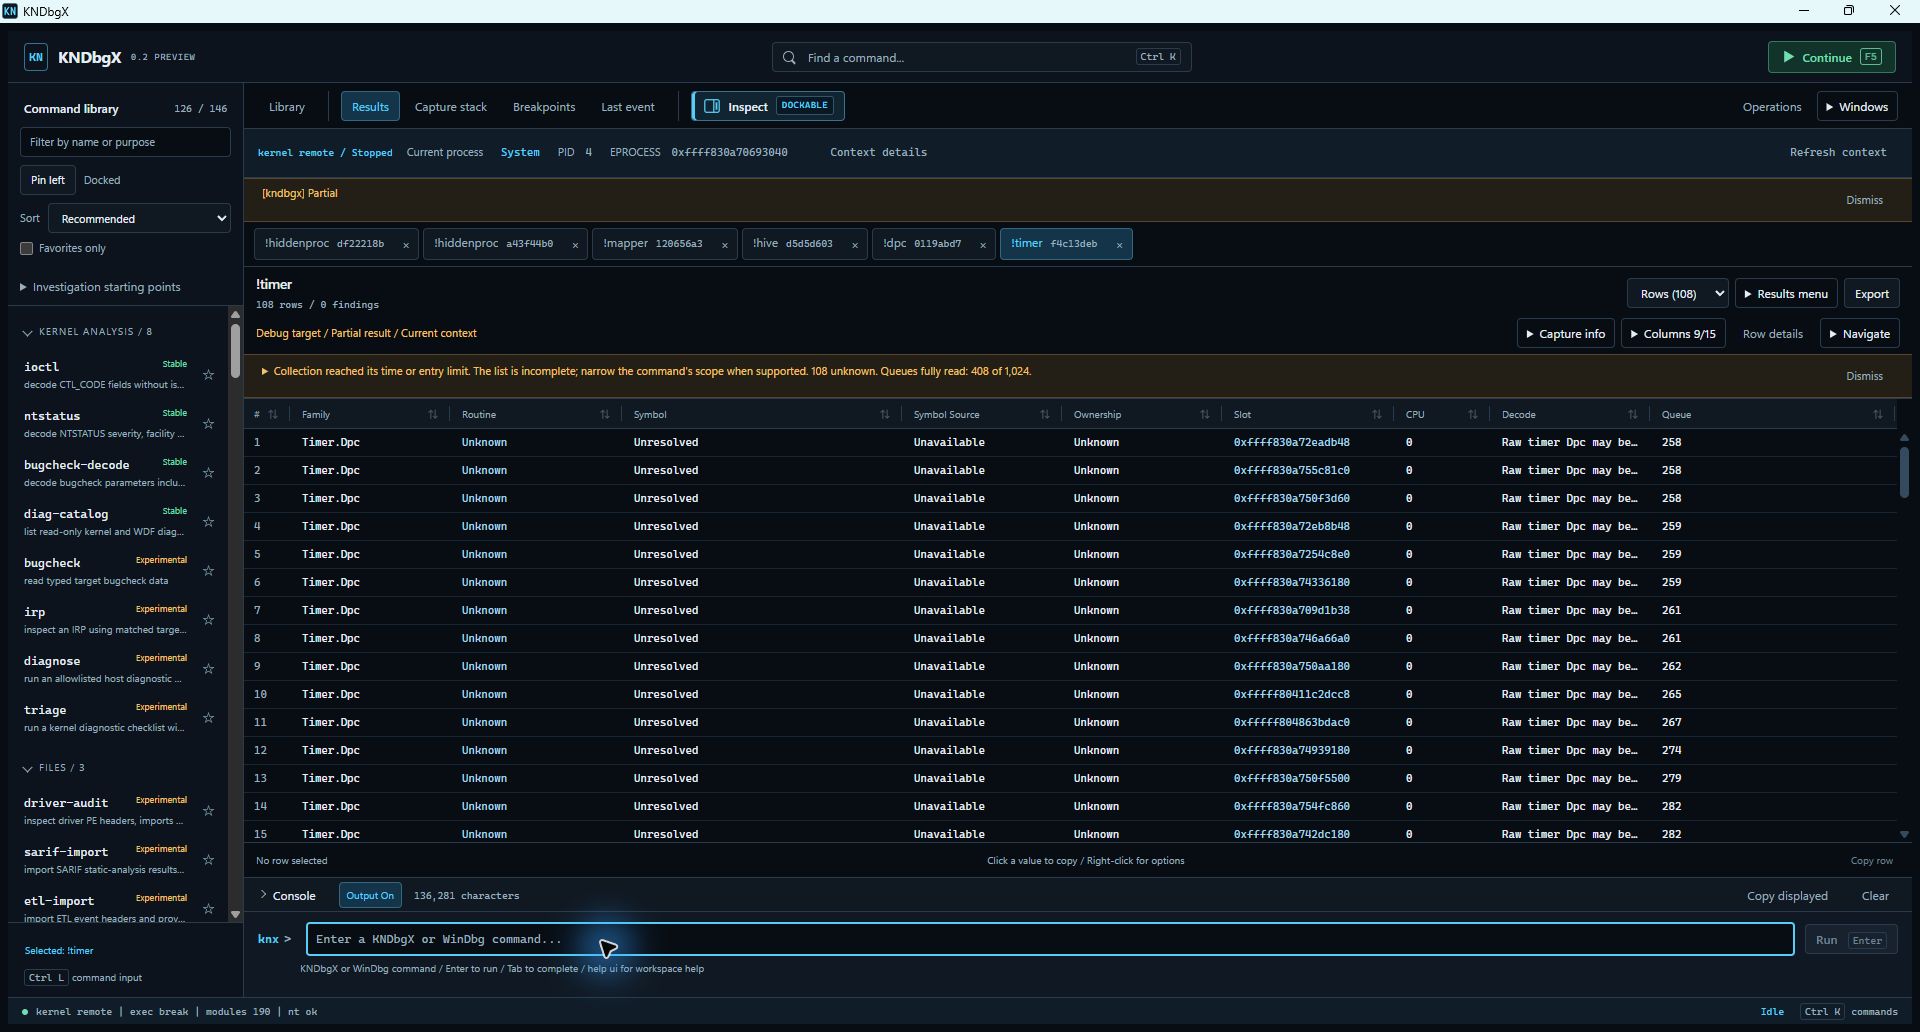 KN KNDbgX
KN KNDbgX 0.2 PREVIEW
Find a command... Ctrl K
Continue F5
Command library 126 / 146
Filter by name or purpose
Pin left Docked
Sort Recommended
Favorites only
Investigation starting points
KERNEL ANALYSIS / 8
ioctl Stable
decode CTL_CODE fields without is...
ntstatus Stable
decode NTSTATUS severity, facility ...
bugcheck-decode Stable
decode bugcheck parameters inclu...
diag-catalog Stable
list read-only kernel and WDF diag...
bugcheck Experimental
read typed target bugcheck data
irp Experimental
inspect an IRP using matched targe...
diagnose Experimental
run an allowlisted host diagnostic ...
triage Experimental
run a kernel diagnostic checklist wi...
FILES / 3
driver-audit Experimental
inspect driver PE headers, imports ...
sarif-import Experimental
import SARIF static-analysis results...
etl-import Experimental
import ETL event headers and prov...
Selected: !timer
Ctrl L command input
Library Results Capture stack Breakpoints Last event Inspect DOCKABLE Operations Windows
kernel remote / Stopped Current process System PID 4 EPROCESS 0xffff830a70693040 Context details Refresh context
[kndbgx] Partial Dismiss
!hiddenproc df22218b × !hiddenproc a43f44b0 × !mapper 120656a3 × !hive d5d5d603 × !dpc 0119abd7 × !timer f4c13deb ×
!timer
108 rows / 0 findings
Rows (108) Results menu Export
Debug target / Partial result / Current context
Capture info Columns 9/15 Row details Navigate
Collection reached its time or entry limit. The list is incomplete; narrow the command's scope when supported. 108 unknown. Queues fully read: 408 of 1,024. Dismiss
# Family Routine Symbol Symbol Source Ownership Slot CPU Decode Queue
1 Timer.Dpc Unknown Unresolved Unavailable Unknown 0xffff830a72eadb48 0 Raw timer Dpc may be… 258
2 Timer.Dpc Unknown Unresolved Unavailable Unknown 0xffff830a755c81c0 0 Raw timer Dpc may be… 258
3 Timer.Dpc Unknown Unresolved Unavailable Unknown 0xffff830a750f3d60 0 Raw timer Dpc may be… 258
4 Timer.Dpc Unknown Unresolved Unavailable Unknown 0xffff830a72eb8b48 0 Raw timer Dpc may be… 259
5 Timer.Dpc Unknown Unresolved Unavailable Unknown 0xffff830a7254c8e0 0 Raw timer Dpc may be… 259
6 Timer.Dpc Unknown Unresolved Unavailable Unknown 0xffff830a74336180 0 Raw timer Dpc may be… 259
7 Timer.Dpc Unknown Unresolved Unavailable Unknown 0xffff830a709d1b38 0 Raw timer Dpc may be… 261
8 Timer.Dpc Unknown Unresolved Unavailable Unknown 0xffff830a746a66a0 0 Raw timer Dpc may be… 261
9 Timer.Dpc Unknown Unresolved Unavailable Unknown 0xffff830a750aa180 0 Raw timer Dpc may be… 262
10 Timer.Dpc Unknown Unresolved Unavailable Unknown 0xfffff80411c2dcc8 0 Raw timer Dpc may be… 265
11 Timer.Dpc Unknown Unresolved Unavailable Unknown 0xfffff804863bdac0 0 Raw timer Dpc may be… 267
12 Timer.Dpc Unknown Unresolved Unavailable Unknown 0xffff830a74939180 0 Raw timer Dpc may be… 274
13 Timer.Dpc Unknown Unresolved Unavailable Unknown 0xffff830a750f5500 0 Raw timer Dpc may be… 279
14 Timer.Dpc Unknown Unresolved Unavailable Unknown 0xffff830a754fc860 0 Raw timer Dpc may be… 282
15 Timer.Dpc Unknown Unresolved Unavailable Unknown 0xffff830a742dc180 0 Raw timer Dpc may be… 282
No row selected Click a value to copy / Right-click for options Copy row
Console Output On 136,281 characters Copy displayed Clear
knx > Enter a KNDbgX or WinDbg command... Run Enter
KNDbgX or WinDbg command / Enter to run / Tab to complete / help ui for workspace help
kernel remote | exec break | modules 190 | nt ok Idle Ctrl K commands